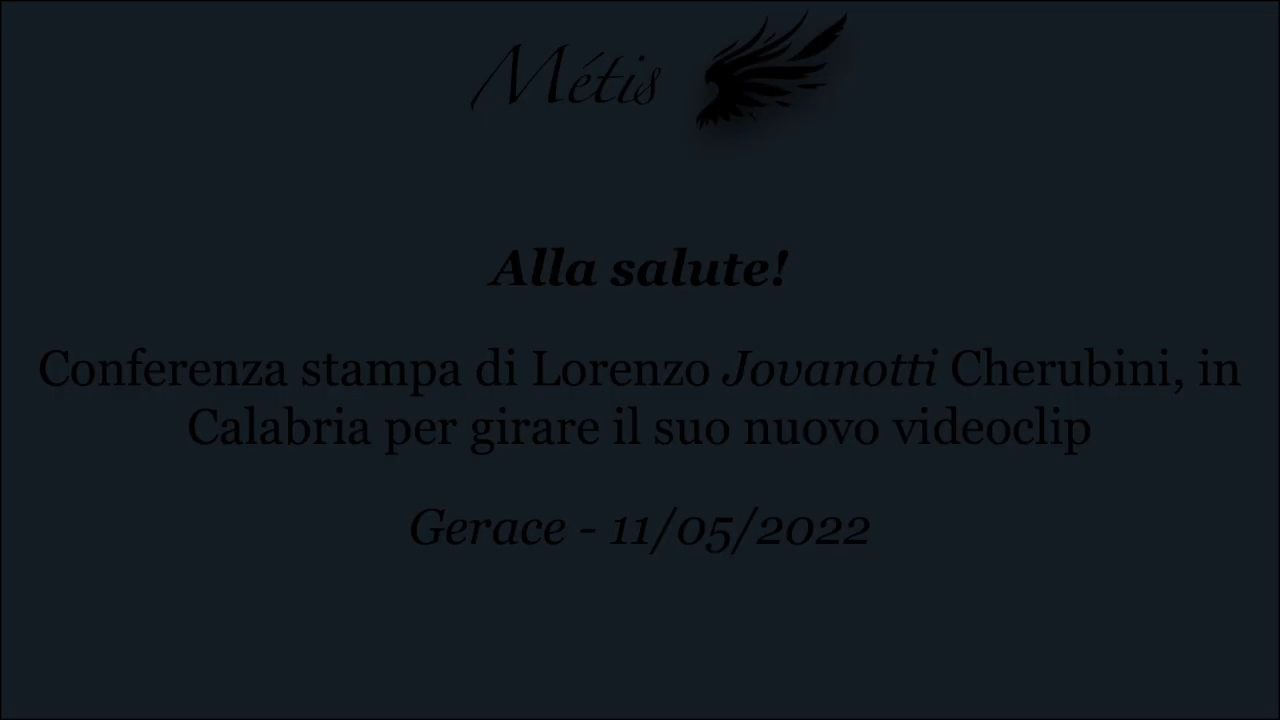 Métis
Alla salute!
Conferenza stampa di Lorenzo Jovanotti Cherubini, in
Calabria per girare il suo nuovo videoclip
Gerace - 11/05/2022